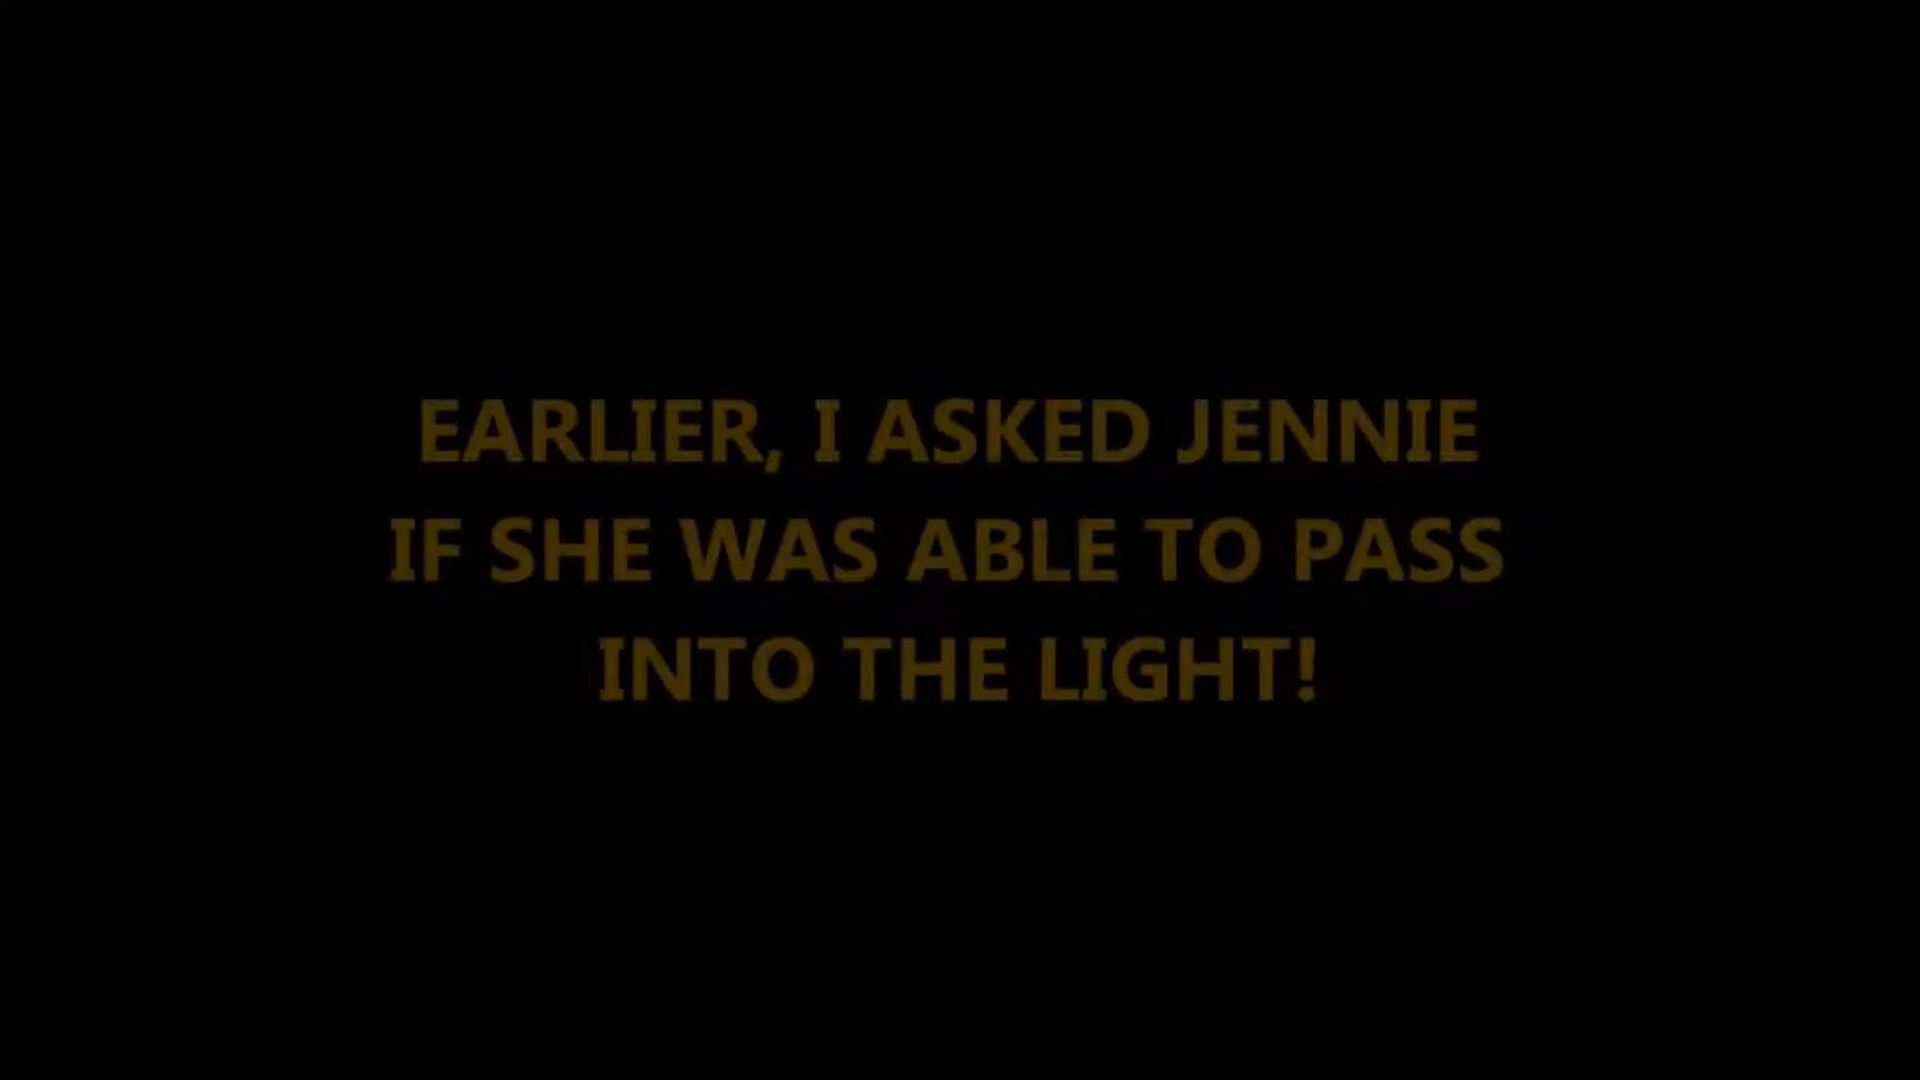 EARLIER, I ASKED JENNIE
IF SHE WAS ABLE TO PASS
INTO THE LIGHT!